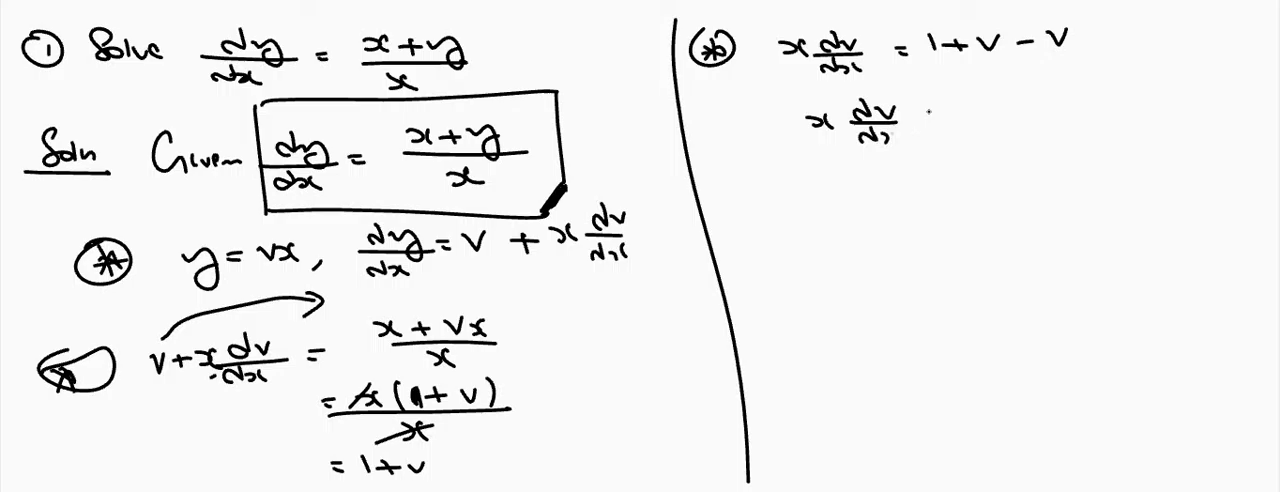 ① Solve dy/dx = x+y/x
Soln Given dy/dx = x+y/x
y = vx, dy/dx = v + x dv/dx
v+x dv/dx = x + vx/x
= x(1+v)/x
= 1+v
x dv/dx = 1+v-v
x dv/dx